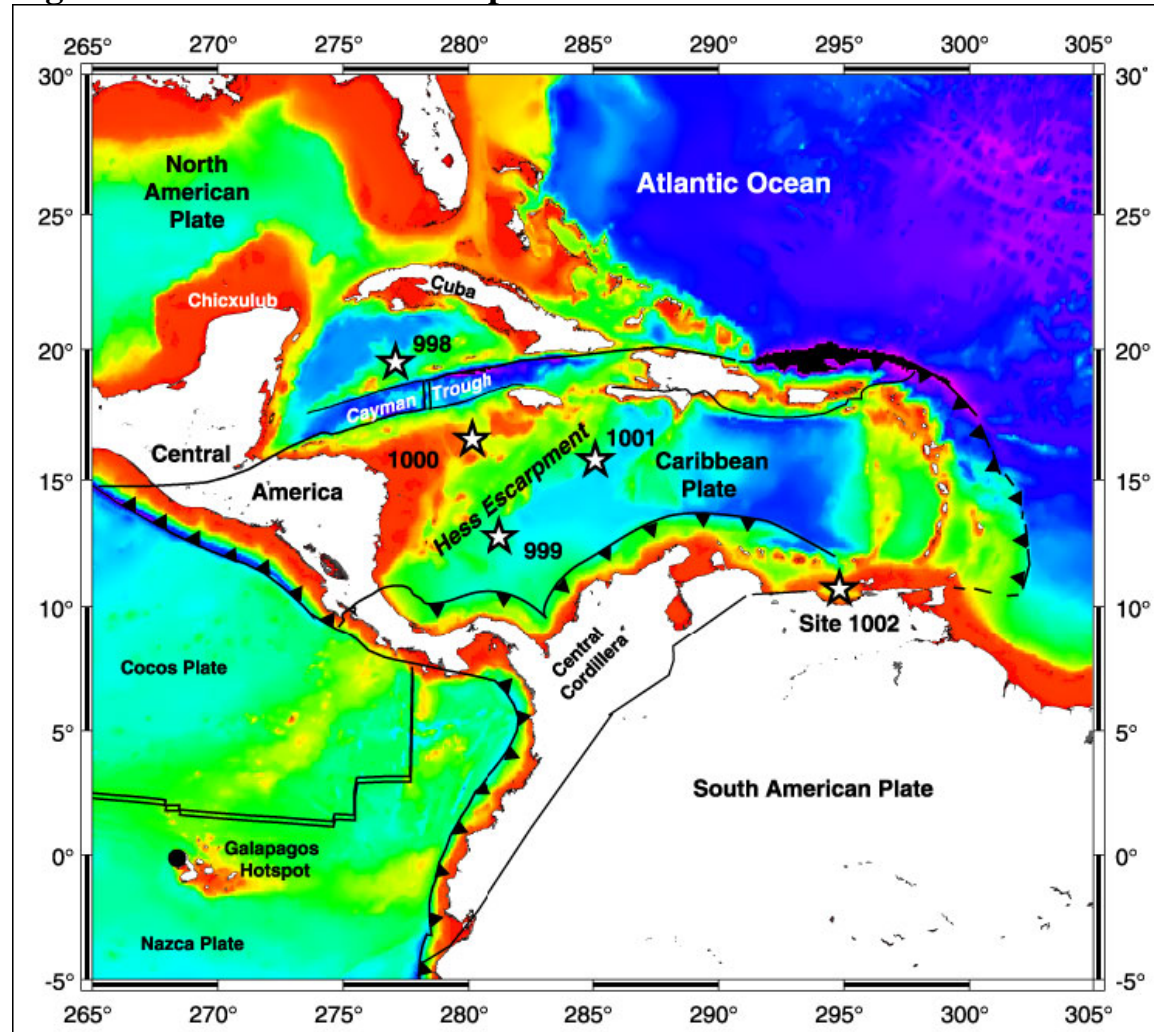 265° 270° 275° 280° 285° 290° 295° 300° 305°
30° 30°
North
American
Plate
Atlantic Ocean
25° 25°
Chicxulub
Cuba
20° 20°
998
Cayman Trough
Central
America
1000
1001
Hess Escarpment
Caribbean
Plate
15° 15°
999
10° 10°
Site 1002
Central
Cordillera
Cocos Plate
5° 5°
South American Plate
0° 0°
Galapagos
Hotspot
Nazca Plate
-5° -5°
265° 270° 275° 280° 285° 290° 295° 300° 305°